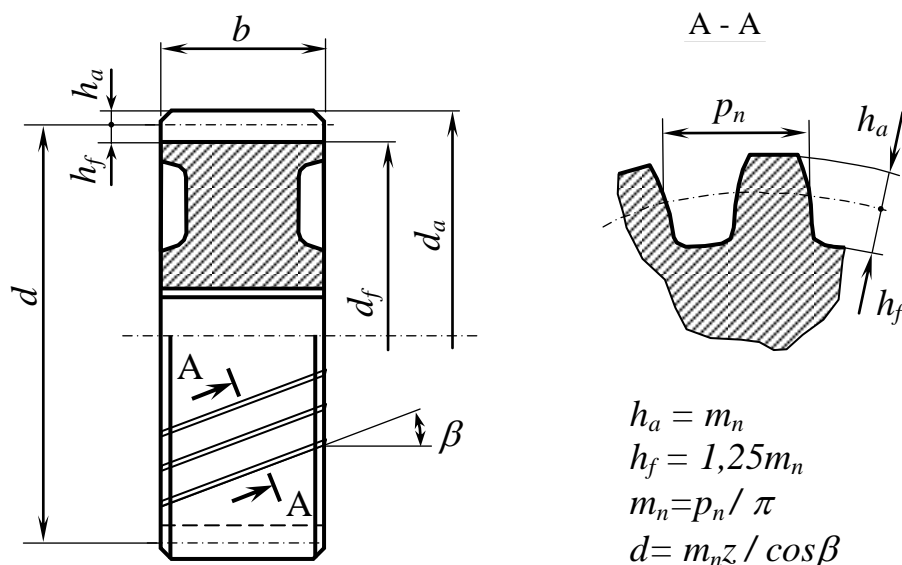 b
A - A
h_a
p_n
h_a
h_f
d
d_f
d_a
h_f
A
β
A
h_a = m_n
h_f = 1,25m_n
m_n=p_n / π
d= m_nz / cosβ